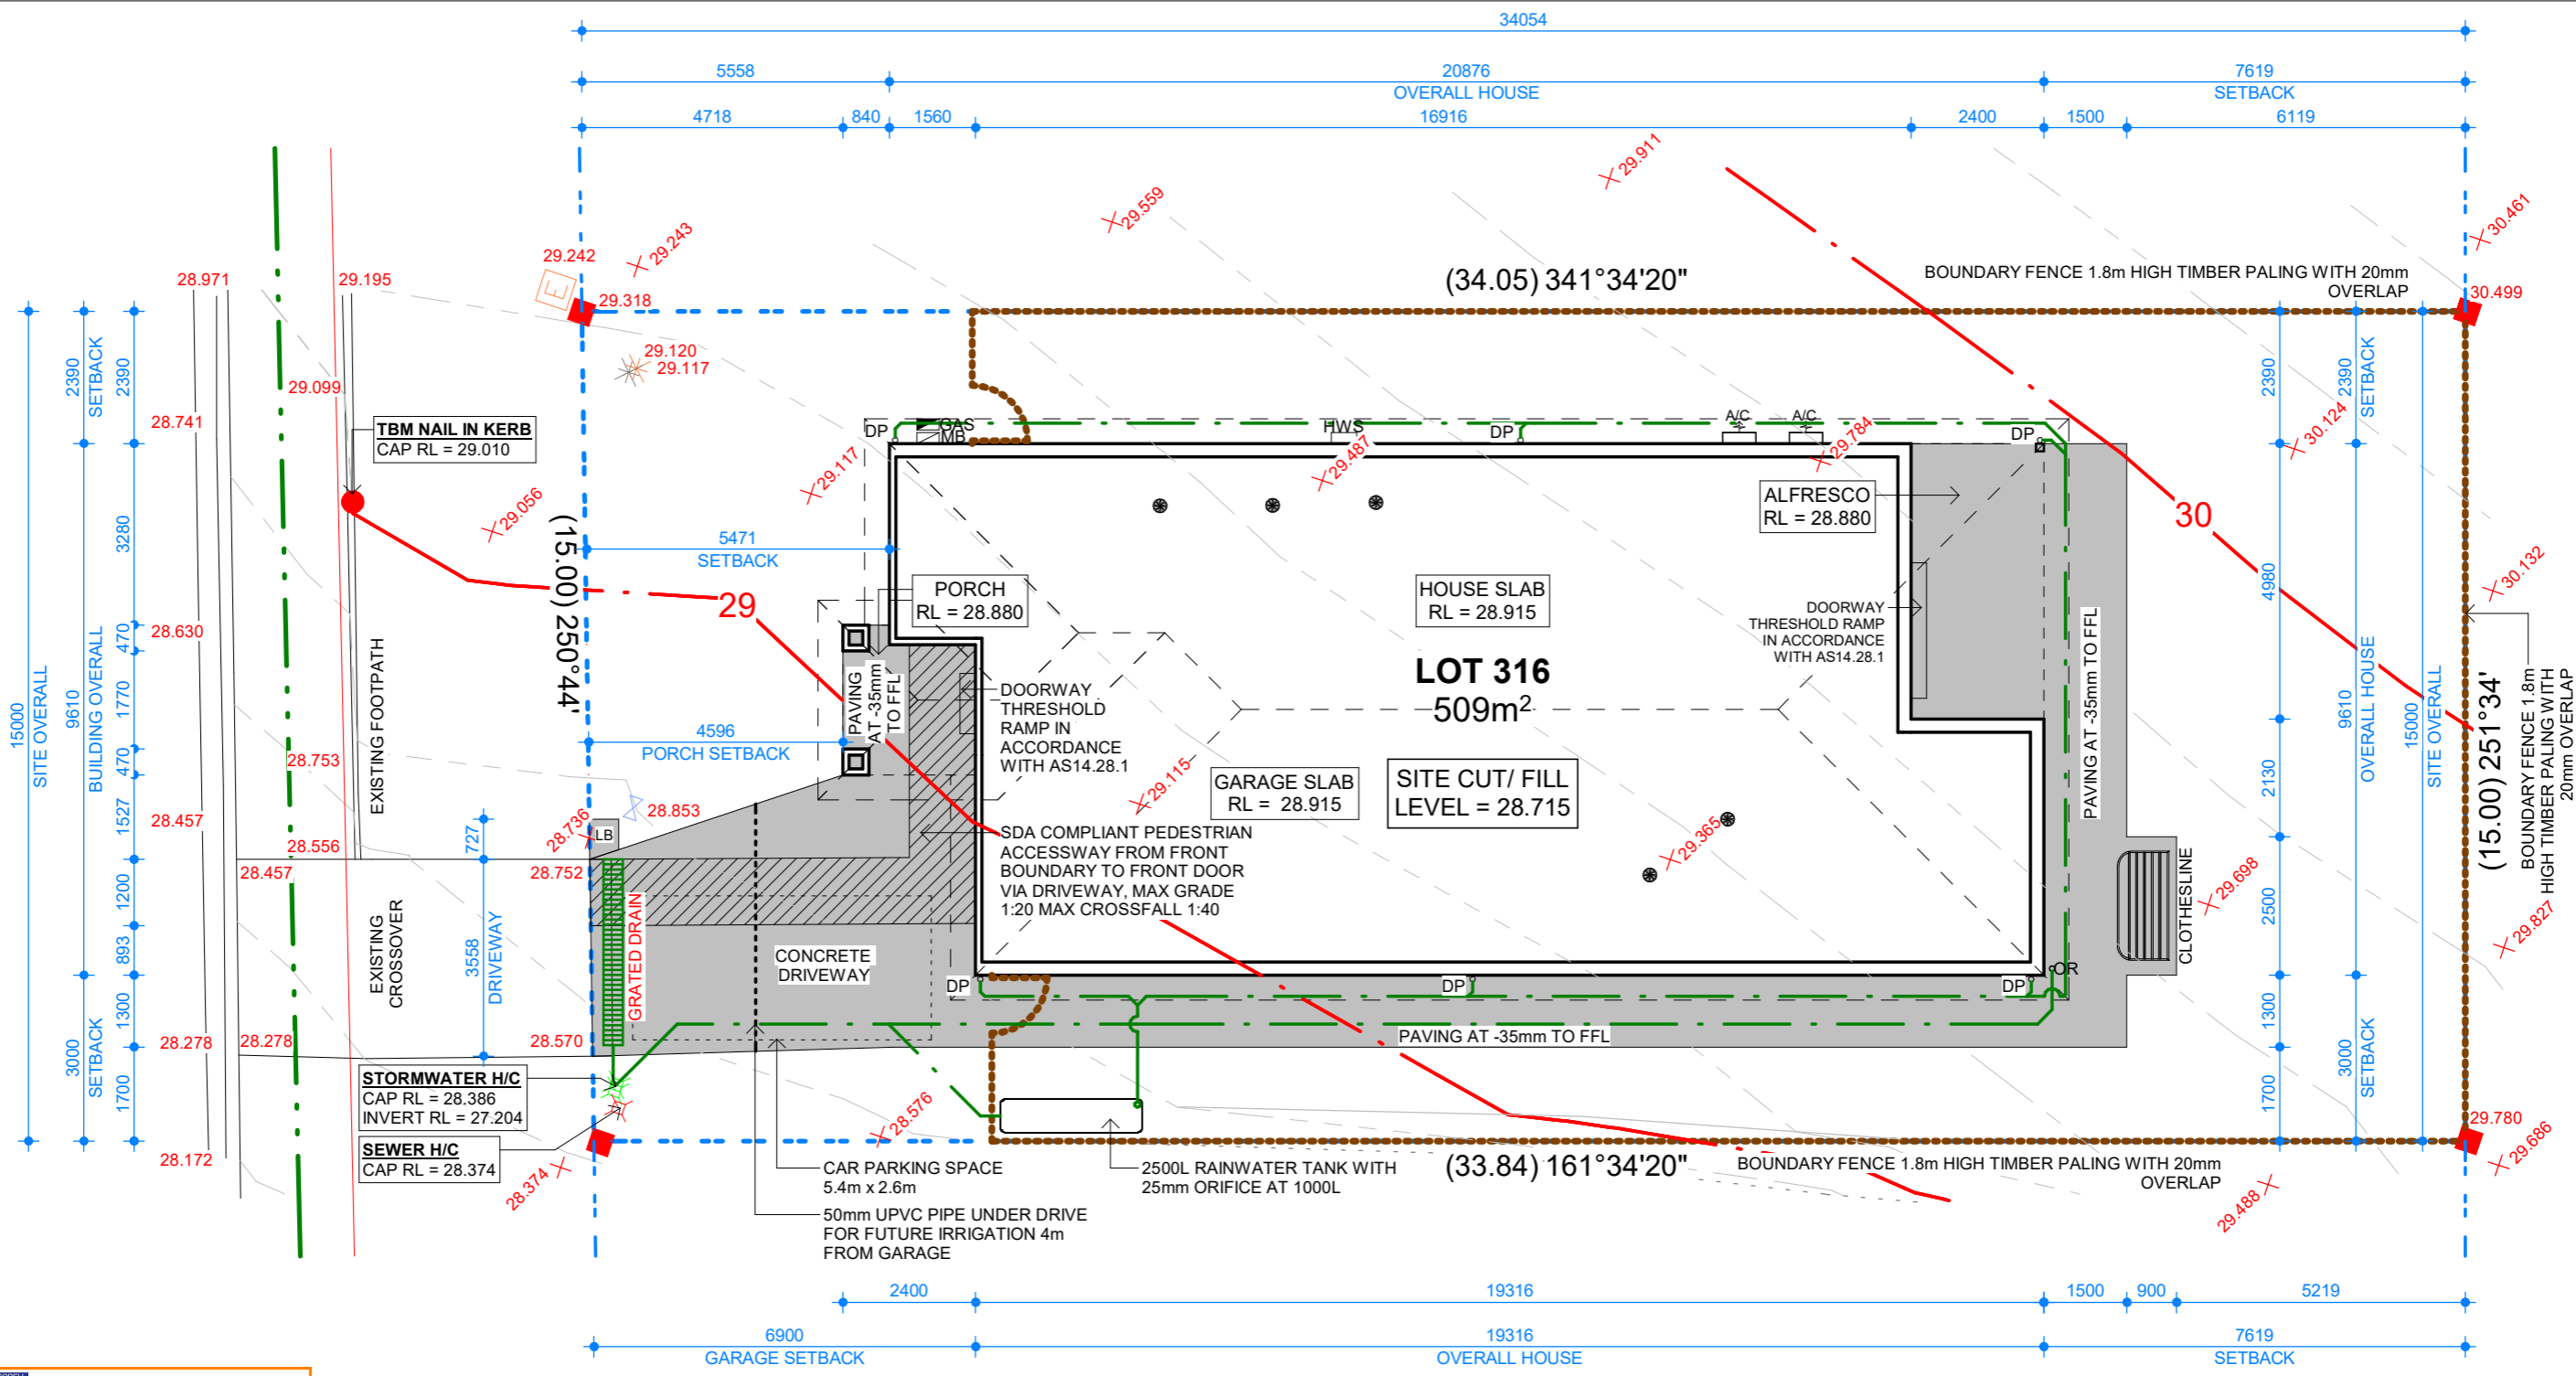 34054
5558
20876
7619
OVERALL HOUSE
SETBACK
4718
840
1560
16916
2400
1500
6119
29.911
29.559
30.461
29.243
29.242
28.971
29.195
29.318
E
(34.05) 341°34'20"
BOUNDARY FENCE 1.8m HIGH TIMBER PALING WITH 20mm
OVERLAP
30.499
2390
SETBACK
2390
29.120
29.117
29.099
28.741
TBM NAIL IN KERB
CAP RL = 29.010
DP
GAS
MB
HWS
DP
A/C
A/C
DP
29.117
29.487
29.784
30.124
2390
2390
SETBACK
29.056
ALFRESCO
RL = 28.880
30
3280
(15.00) 250°44'
5471
SETBACK
29
PORCH
RL = 28.880
HOUSE SLAB
RL = 28.915
DOORWAY
THRESHOLD RAMP
IN ACCORDANCE
WITH AS14.28.1
PAVING AT -35mm TO FFL
4980
30.132
28.630
470
EXISTING FOOTPATH
LOT 316
509m²
15000
SITE OVERALL
9610
BUILDING OVERALL
1770
PAVING
AT -35mm
TO FFL
DOORWAY
THRESHOLD
RAMP IN
ACCORDANCE
WITH AS14.28.1
4596
PORCH SETBACK
9610
OVERALL HOUSE
15000
SITE OVERALL
(15.00) 251°34'
BOUNDARY FENCE 1.8m
HIGH TIMBER PALING WITH
20mm OVERLAP
470
28.753
29.115
GARAGE SLAB
RL = 28.915
SITE CUT/ FILL
LEVEL = 28.715
2130
1527
28.457
28.853
28.736
LB
727
28.556
28.457
28.752
SDA COMPLIANT PEDESTRIAN
ACCESSWAY FROM FRONT
BOUNDARY TO FRONT DOOR
VIA DRIVEWAY, MAX GRADE
1:20 MAX CROSSFALL 1:40
29.365
CLOTHESLINE
29.698
29.827
2500
1200
893
EXISTING
CROSSOVER
3558
DRIVEWAY
GRATED DRAIN
CONCRETE
DRIVEWAY
DP
DP
DP
OR
1300
3000
SETBACK
1700
28.278
28.278
28.570
PAVING AT -35mm TO FFL
1300
3000
SETBACK
1700
STORMWATER H/C
CAP RL = 28.386
INVERT RL = 27.204
SEWER H/C
CAP RL = 28.374
28.172
28.374
28.576
29.780
29.686
29.488
CAR PARKING SPACE
5.4m x 2.6m
2500L RAINWATER TANK WITH
25mm ORIFICE AT 1000L
(33.84) 161°34'20"
BOUNDARY FENCE 1.8m HIGH TIMBER PALING WITH 20mm
OVERLAP
50mm UPVC PIPE UNDER DRIVE
FOR FUTURE IRRIGATION 4m
FROM GARAGE
2400
19316
1500
900
5219
6900
19316
7619
GARAGE SETBACK
OVERALL HOUSE
SETBACK